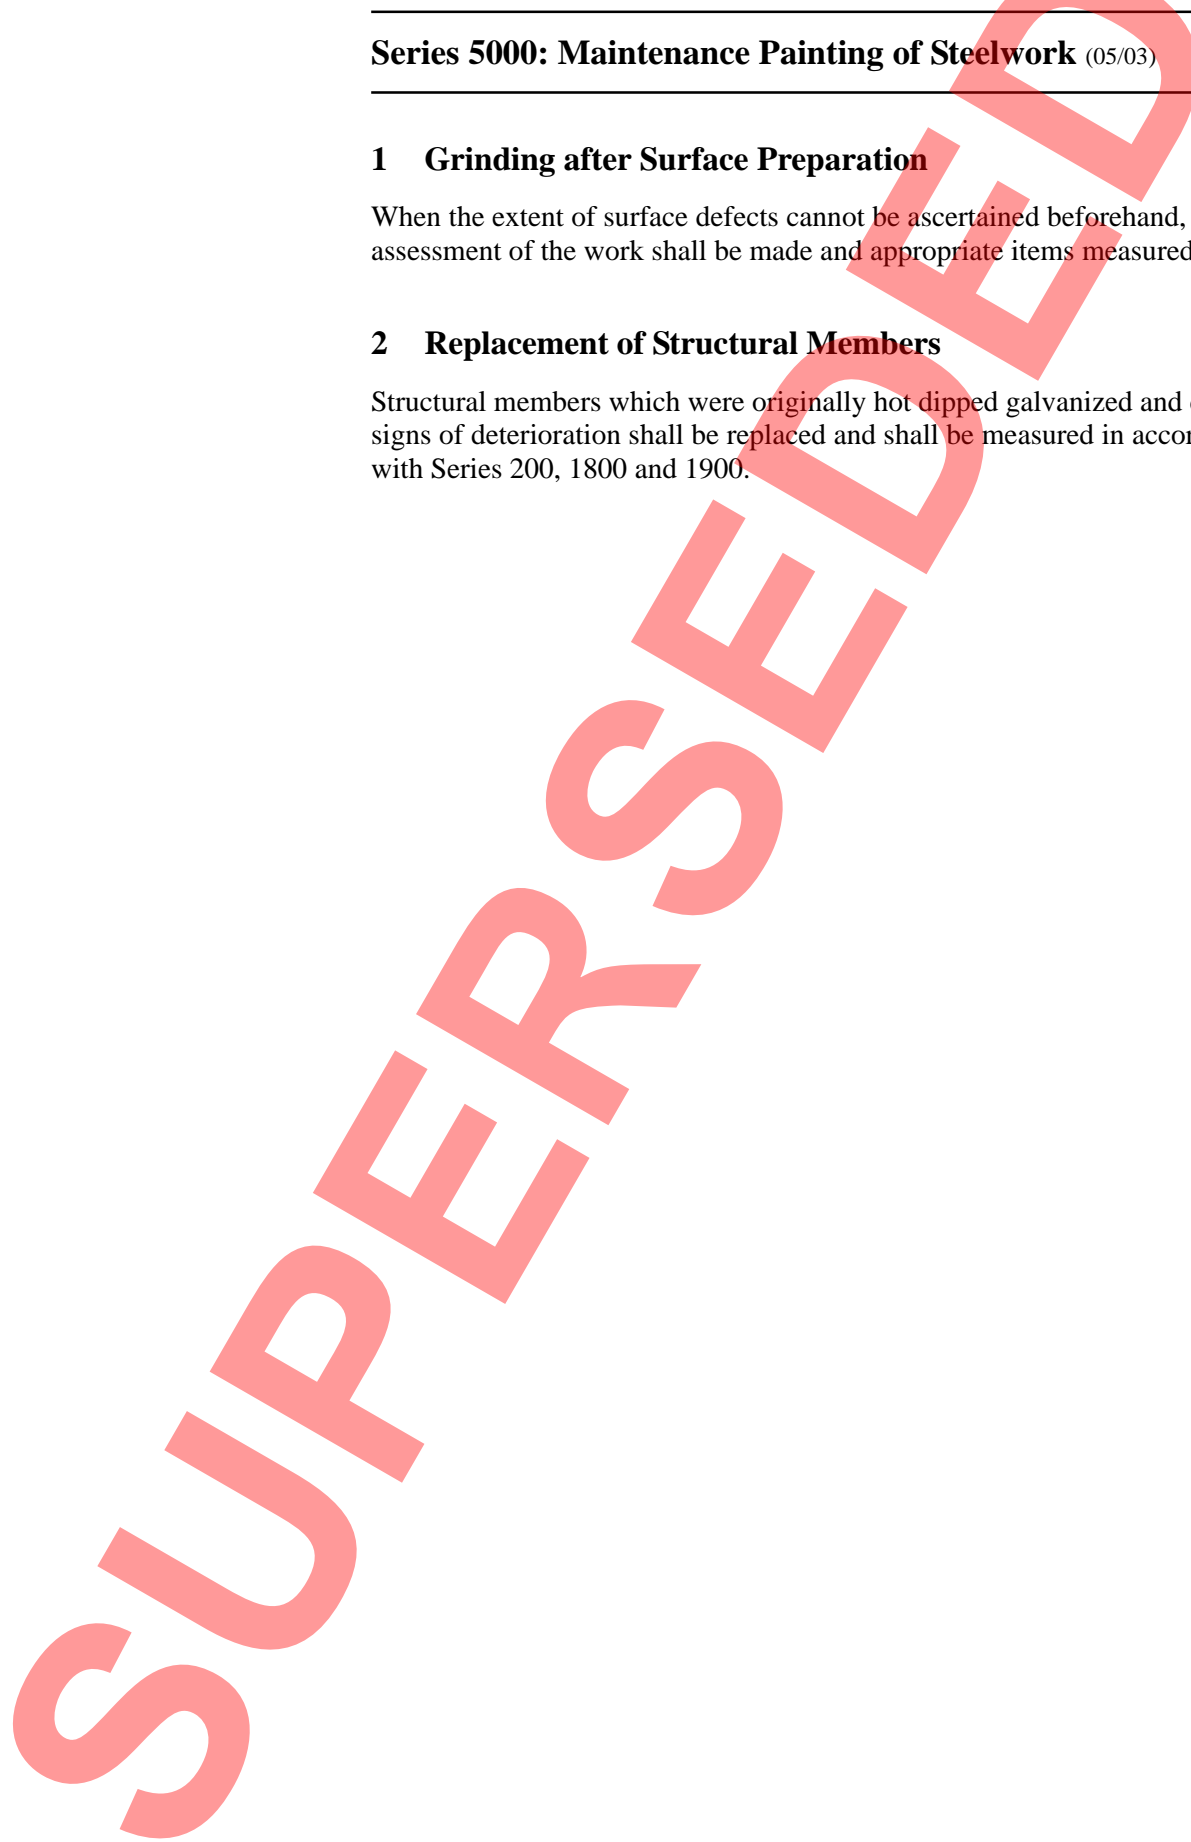 Series 5000: Maintenance Painting of Steelwork (05/03)
1 Grinding after Surface Preparation
When the extent of surface defects cannot be ascertained beforehand,
assessment of the work shall be made and appropriate items measured
2 Replacement of Structural Members
Structural members which were originally hot dipped galvanized and
signs of deterioration shall be replaced and shall be measured in
with Series 200, 1800 and 1900.
SUPERSEDED